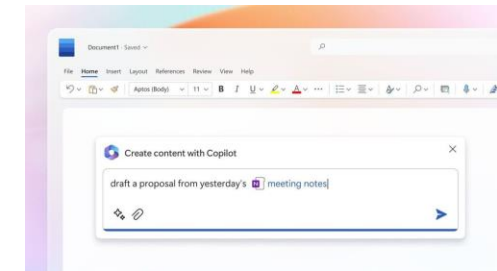 Document1 · Saved
File Home Insert Layout References Review View Help
Aptos (Body) 11 B I U A
Create content with Copilot
draft a proposal from yesterday's meeting notes